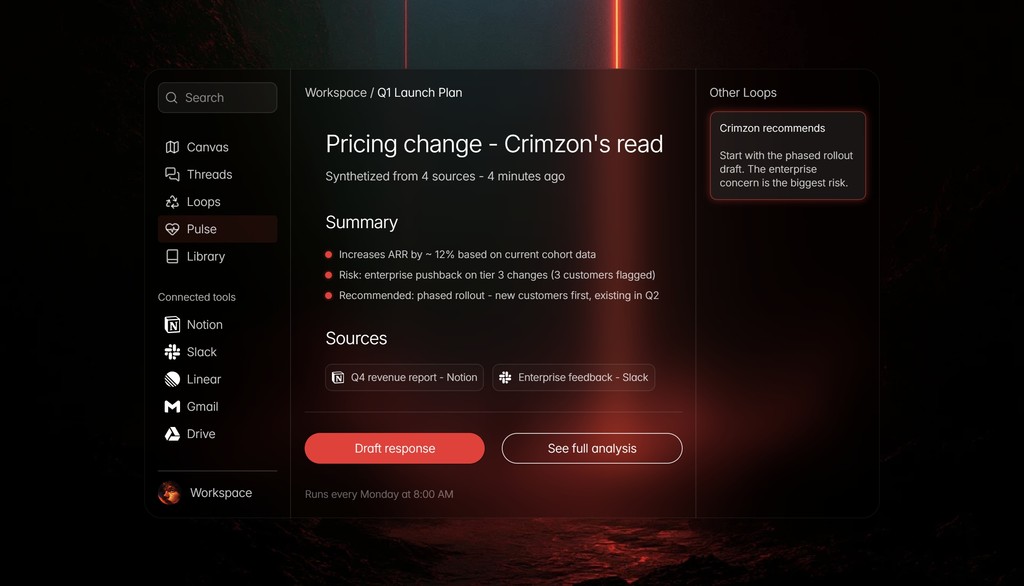 Search
Canvas
Threads
Loops
Pulse
Library
Connected tools
Notion
Slack
Linear
Gmail
Drive
Workspace
Workspace / Q1 Launch Plan
Pricing change - Crimzon's read
Synthetized from 4 sources - 4 minutes ago
Summary
Increases ARR by ~ 12% based on current cohort data
Risk: enterprise pushback on tier 3 changes (3 customers flagged)
Recommended: phased rollout - new customers first, existing in Q2
Sources
Q4 revenue report - Notion
Enterprise feedback - Slack
Draft response
See full analysis
Runs every Monday at 8:00 AM
Other Loops
Crimzon recommends
Start with the phased rollout
draft. The enterprise
concern is the biggest risk.